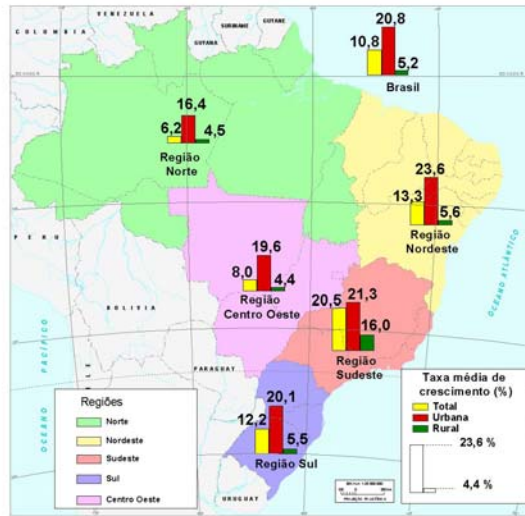 VENEZUELA
COLOMBIA
SURINAME
GUYANA
GUYANE
20,8
10,8
5,2
Brasil
16,4
6,2
4,5
Região
Norte
23,6
13,3
5,6
Região
Nordeste
PERU
19,6
8,0
4,4
Região
Centro Oeste
BOLIVIA
20,5
21,3
16,0
Região
Sudeste
PARAGUAY
OCEANO ATLÂNTICO
OCEANO PACÍFICO
20,1
12,2
5,5
Região Sul
URUGUAY
Regiões
Norte
Nordeste
Sudeste
Sul
Centro Oeste
Taxa média de
crescimento (%)
Total
Urbana
Rural
23,6 %
4,4 %